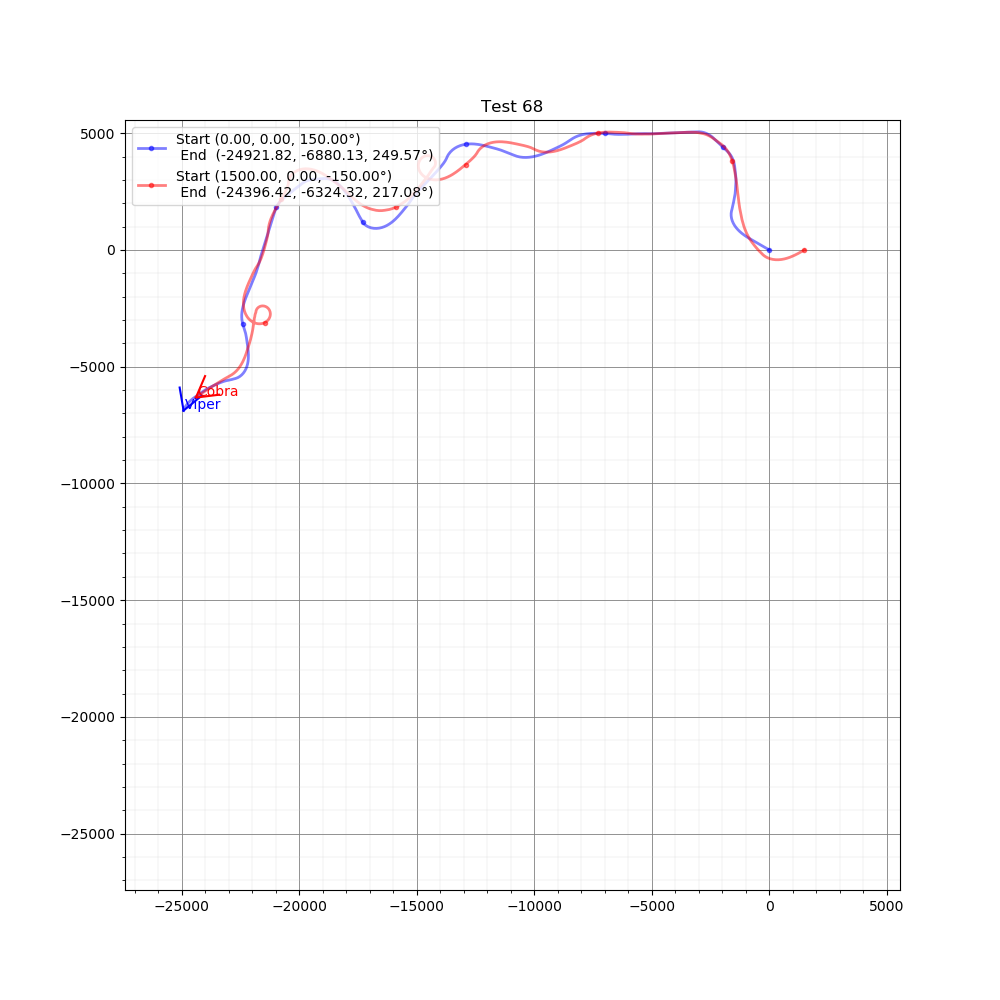 Test 68
Start (0.00, 0.00, 150.00°)
End (-24921.82, -6880.13, 249.57°)
Start (1500.00, 0.00, -150.00°)
End (-24396.42, -6324.32, 217.08°)
5000
0
−5000
−10000
−15000
−20000
−25000
Cobra
Viper
−25000 −20000 −15000 −10000 −5000 0 5000